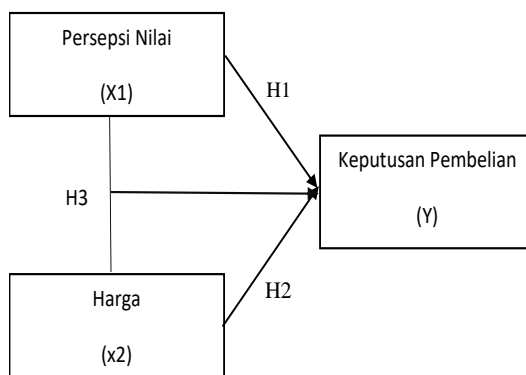 Persepsi Nilai
(X1)
H1
Keputusan Pembelian
(Y)
H3
Harga
(x2)
H2